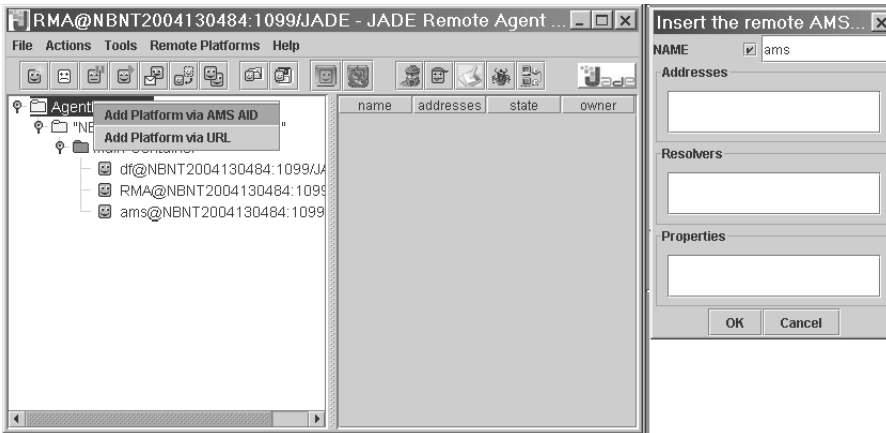 RMA@NBNT2004130484:1099/JADE - JADE Remote Agent ...
File Actions Tools Remote Platforms Help
Jade
Add Platform via AMS AID
Add Platform via URL
df@NBNT2004130484:1099/JA
RMA@NBNT2004130484:1099
ams@NBNT2004130484:1099
name addresses state owner
Insert the remote AMS...
NAME ams
Addresses
Resolvers
Properties
OK Cancel